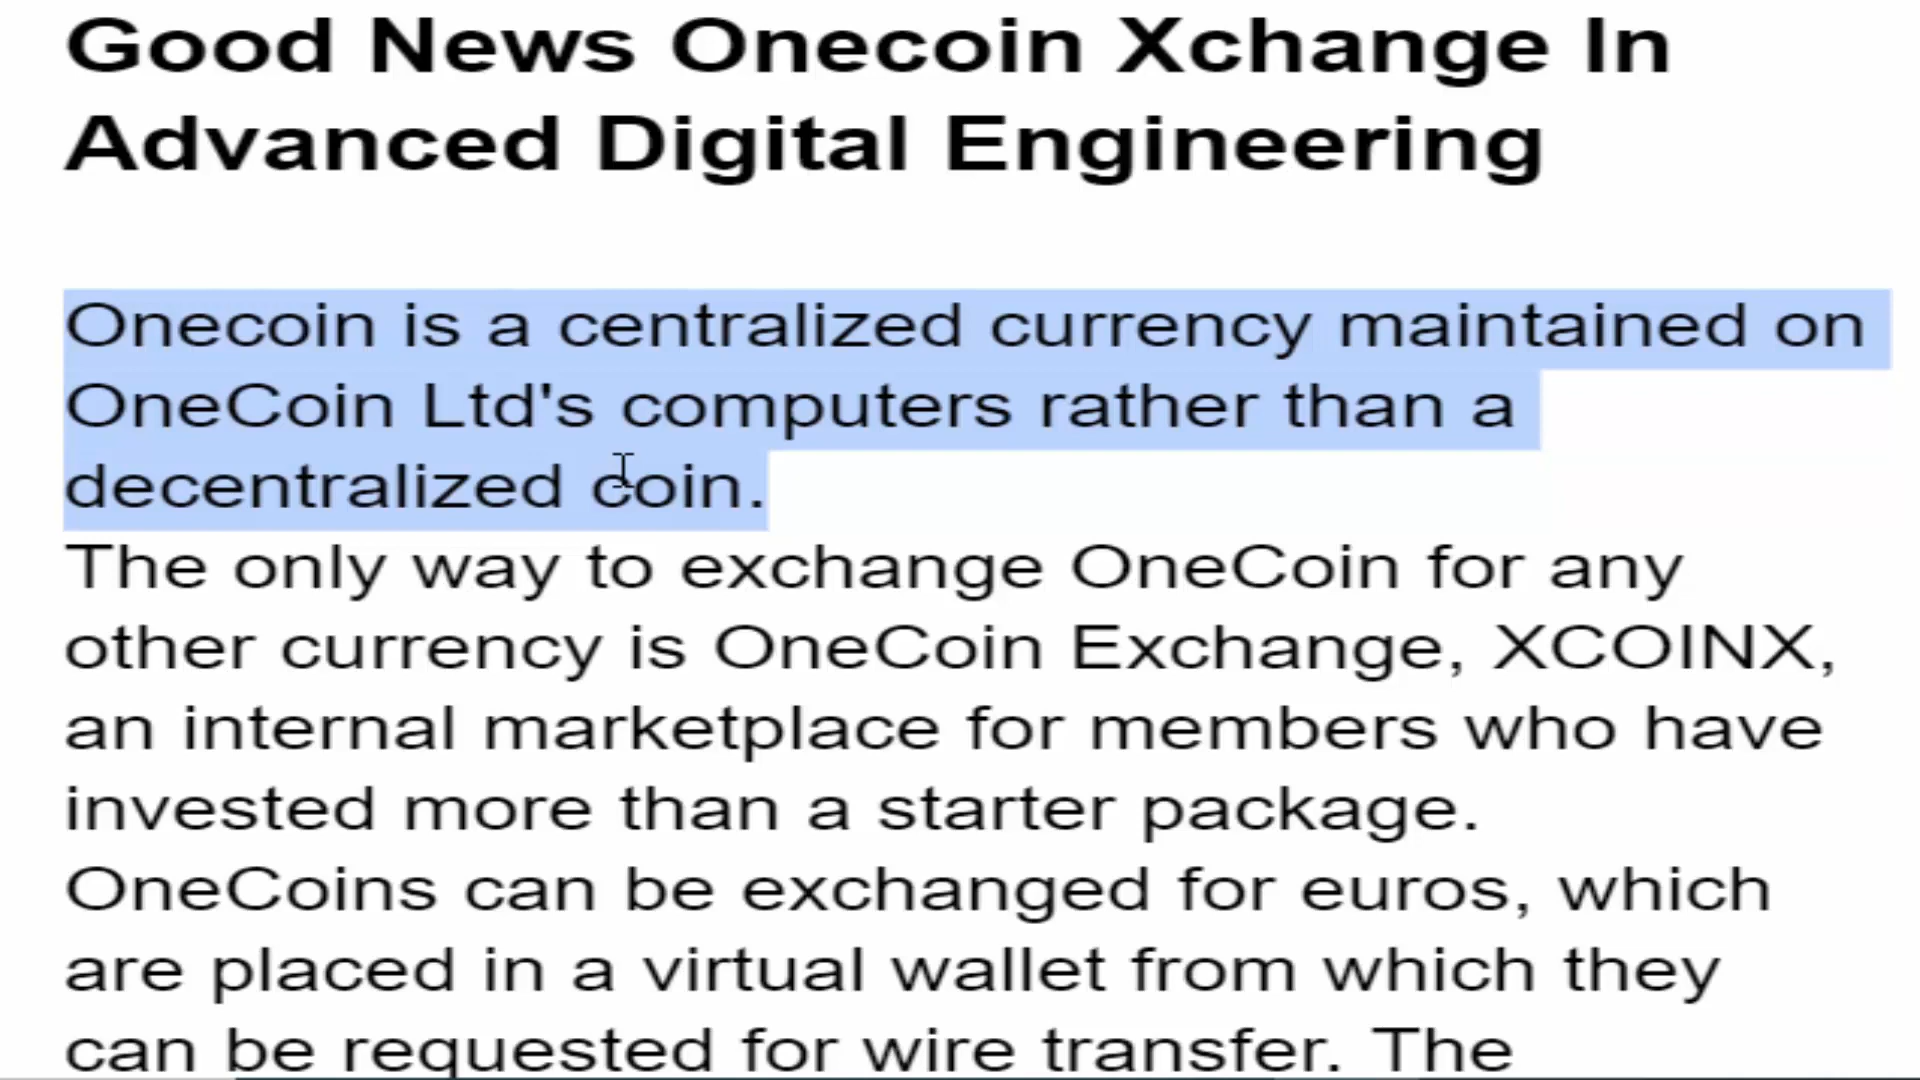 Good News Onecoin Xchange In
Advanced Digital Engineering
Onecoin is a centralized currency maintained on
OneCoin Ltd's computers rather than a
decentralized coin.
The only way to exchange OneCoin for any
other currency is OneCoin Exchange, XCOINX,
an internal marketplace for members who have
invested more than a starter package.
OneCoins can be exchanged for euros, which
are placed in a virtual wallet from which they
can be requested for wire transfer. The